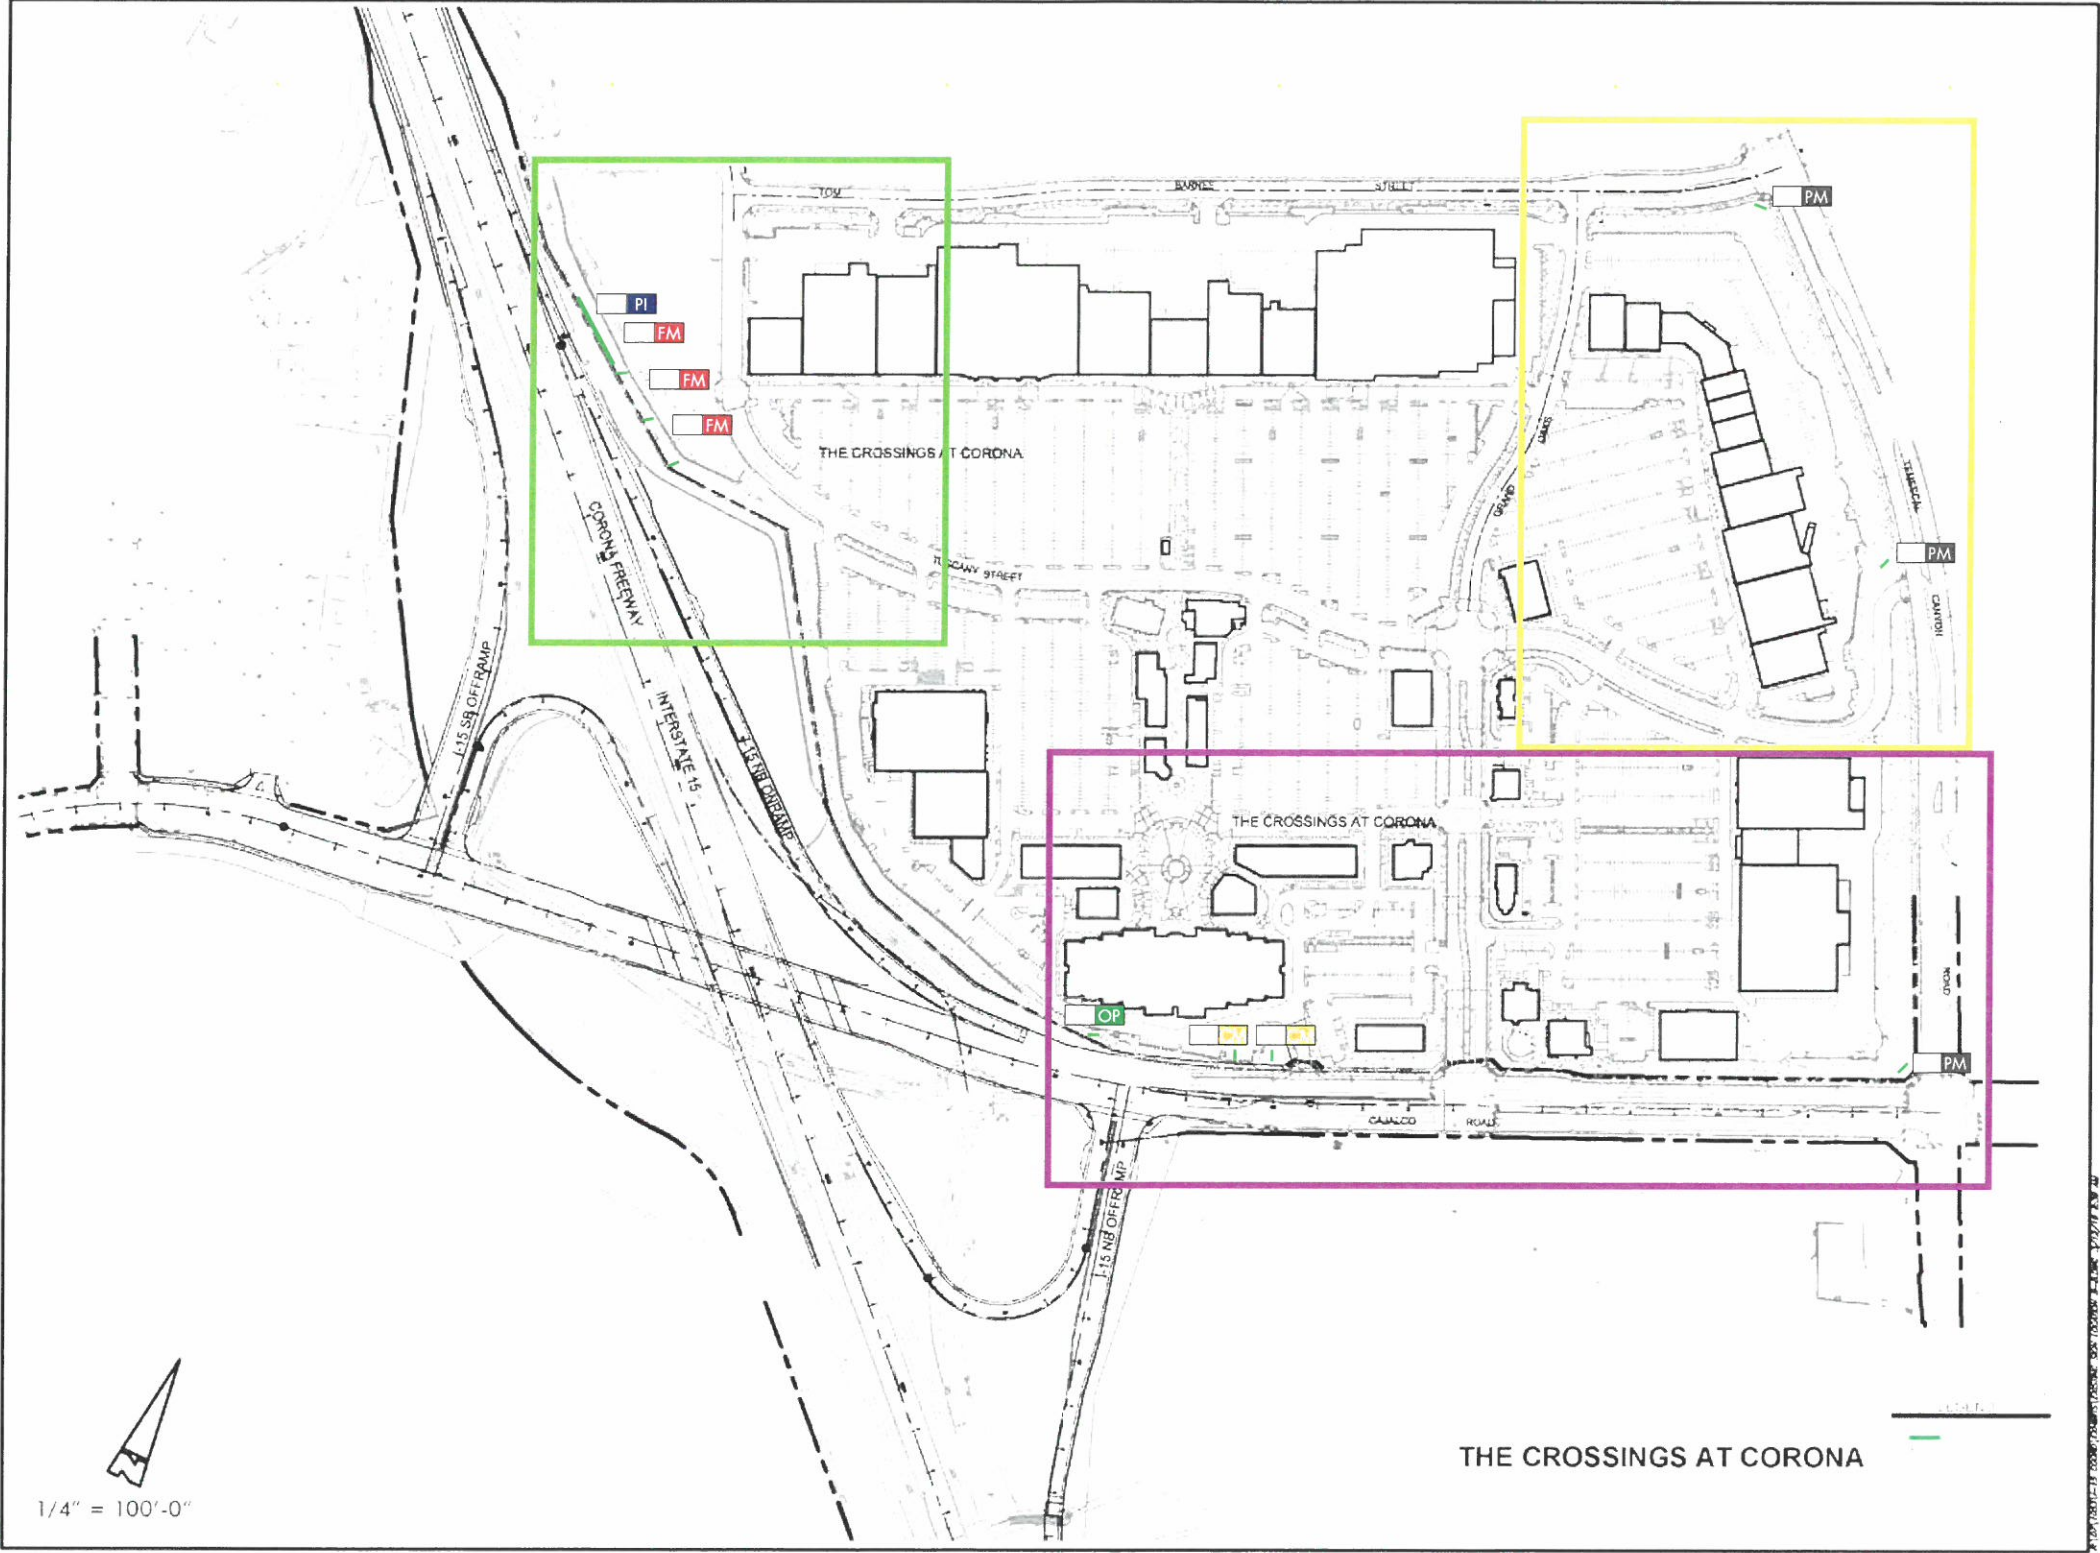 TOM
BARNES
STREET
PM
PI
FM
FM
FM
GRAND
OAKS
THE CROSSINGS AT CORONA
TEMESCAL
CORONA FREEWAY
TUSCANY STREET
PM
CANYON
I-15 SB OFFRAMP
INTERSTATE 15
I-15 NB ONRAMP
THE CROSSINGS AT CORONA
ROAD
OP
PM
CAJALCO
ROAD
I-15 NB OFFRAMP
THE CROSSINGS AT CORONA
1/4" = 100'-0"